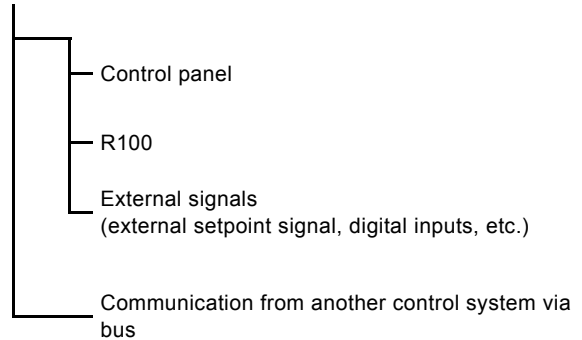 Control panel
R100
External signals
(external setpoint signal, digital inputs, etc.)
Communication from another control system via
bus